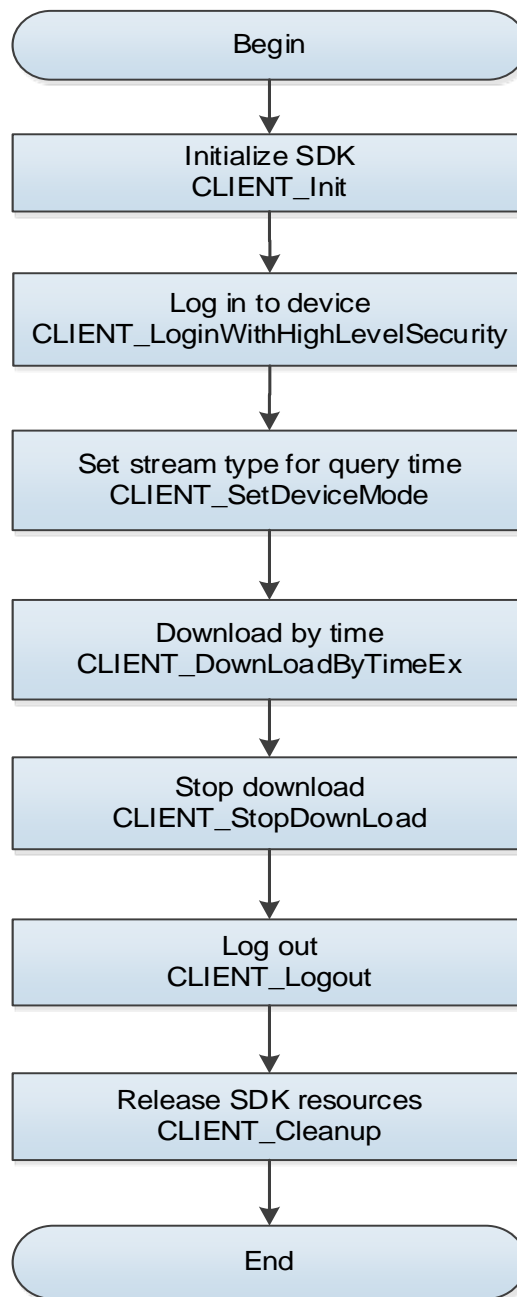 Begin
Initialize SDK
CLIENT_Init
Log in to device
CLIENT_LoginWithHighLevelSecurity
Set stream type for query time
CLIENT_SetDeviceMode
Download by time
CLIENT_DownLoadByTimeEx
Stop download
CLIENT_StopDownLoad
Log out
CLIENT_Logout
Release SDK resources
CLIENT_Cleanup
End